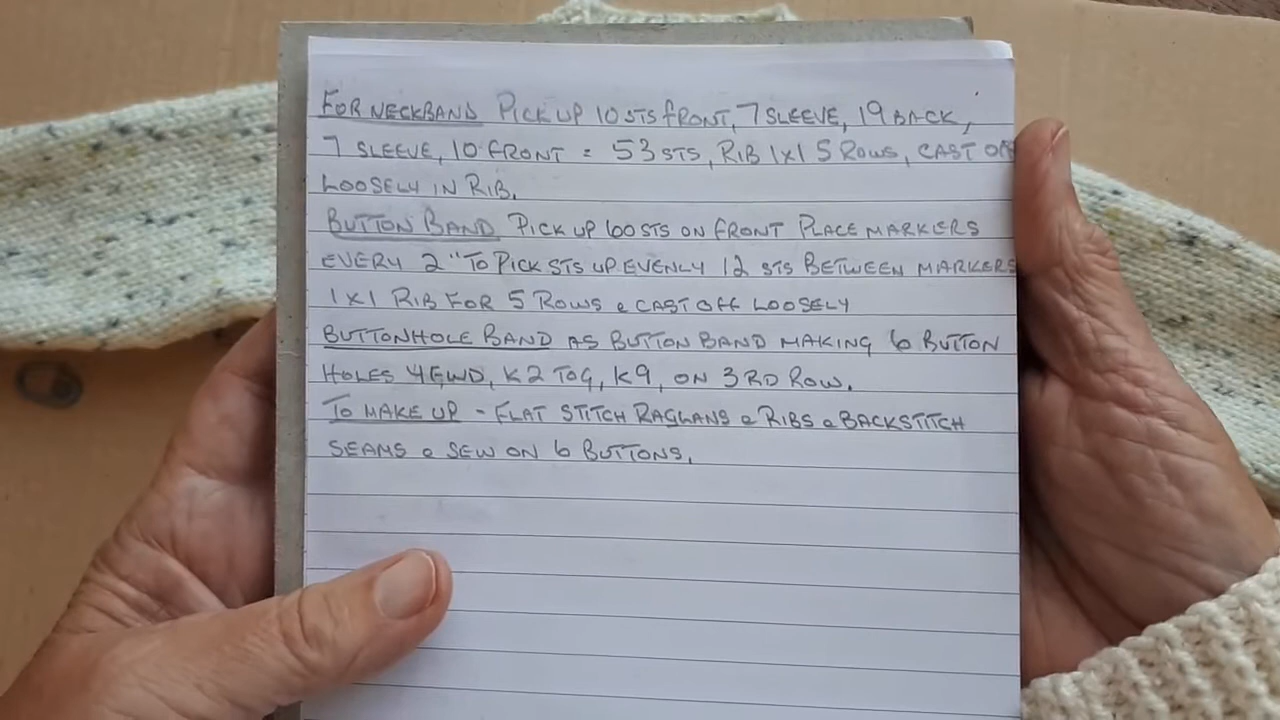 FOR NECKBAND PICK UP 10 STS FRONT, 7 SLEEVE, 19 BACK,
7 SLEEVE, 10 FRONT = 53 STS, RIB 1X1 5 ROWS, CAST OFF
LOOSELY IN RIB.
BUTTON BAND PICK UP 60 STS ON FRONT PLACE MARKERS
EVERY 2" TO PICK STS UP EVENLY 12 STS BETWEEN MARKERS
1X1 RIB FOR 5 ROWS & CAST OFF LOOSELY
BUTTONHOLE BAND AS BUTTON BAND MAKING 6 BUTTON
HOLES 4 FWD, K2 TOG, K9, ON 3RD ROW.
TO MAKE UP - FLAT STITCH RAGLANS & RIBS & BACKSTITCH
SEAMS & SEW ON 6 BUTTONS.